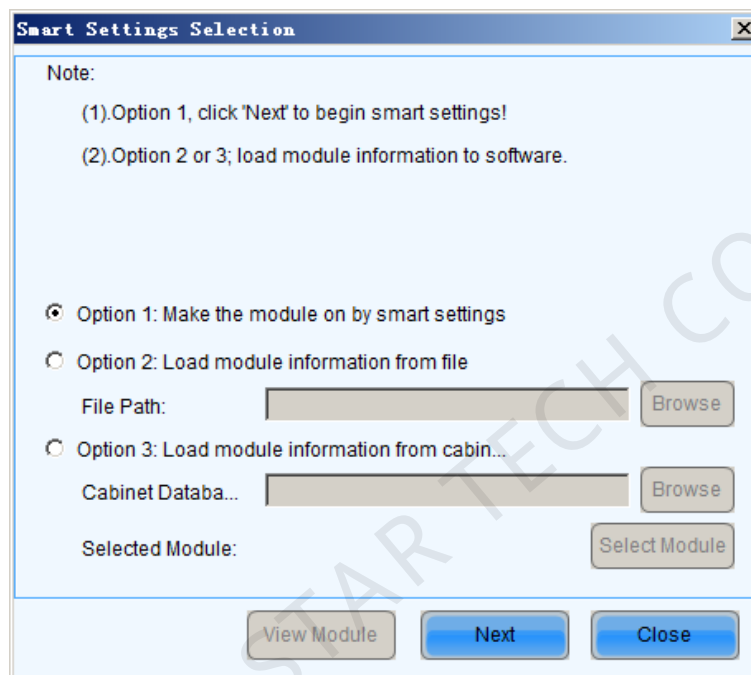 Smart Settings Selection
Note:
(1).Option 1, click 'Next' to begin smart settings!
(2).Option 2 or 3; load module information to software.
Option 1: Make the module on by smart settings
Option 2: Load module information from file
File Path:
Browse
Option 3: Load module information from cabin...
Cabinet Databa...
Browse
Selected Module:
Select Module
View Module
Next
Close
STAR TECH CO